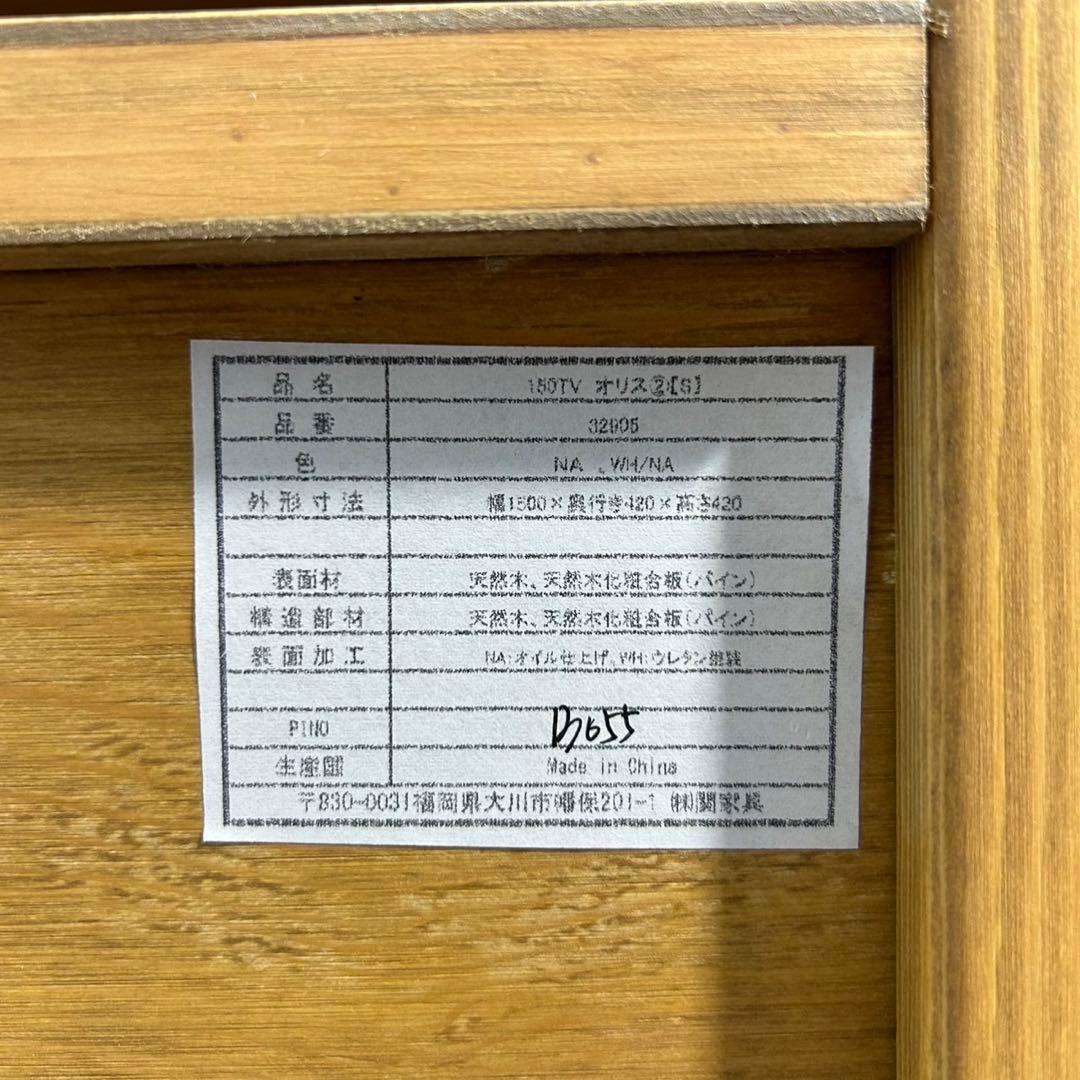 品名 150TV オリス②[S]
品番 32905
色 NA 、WH/NA
外形寸法 幅1500×奥行き420×高さ420
表面材 天然木、天然木化粧合板(パイン)
構造部材 天然木、天然木化粧合板(パイン)
表面加工 NA:オイル仕上げ、WH:ウレタン塗装
PINO
生産国 Made in China
〒830-0031福岡県大川市幡保201-1 ㈱関家具